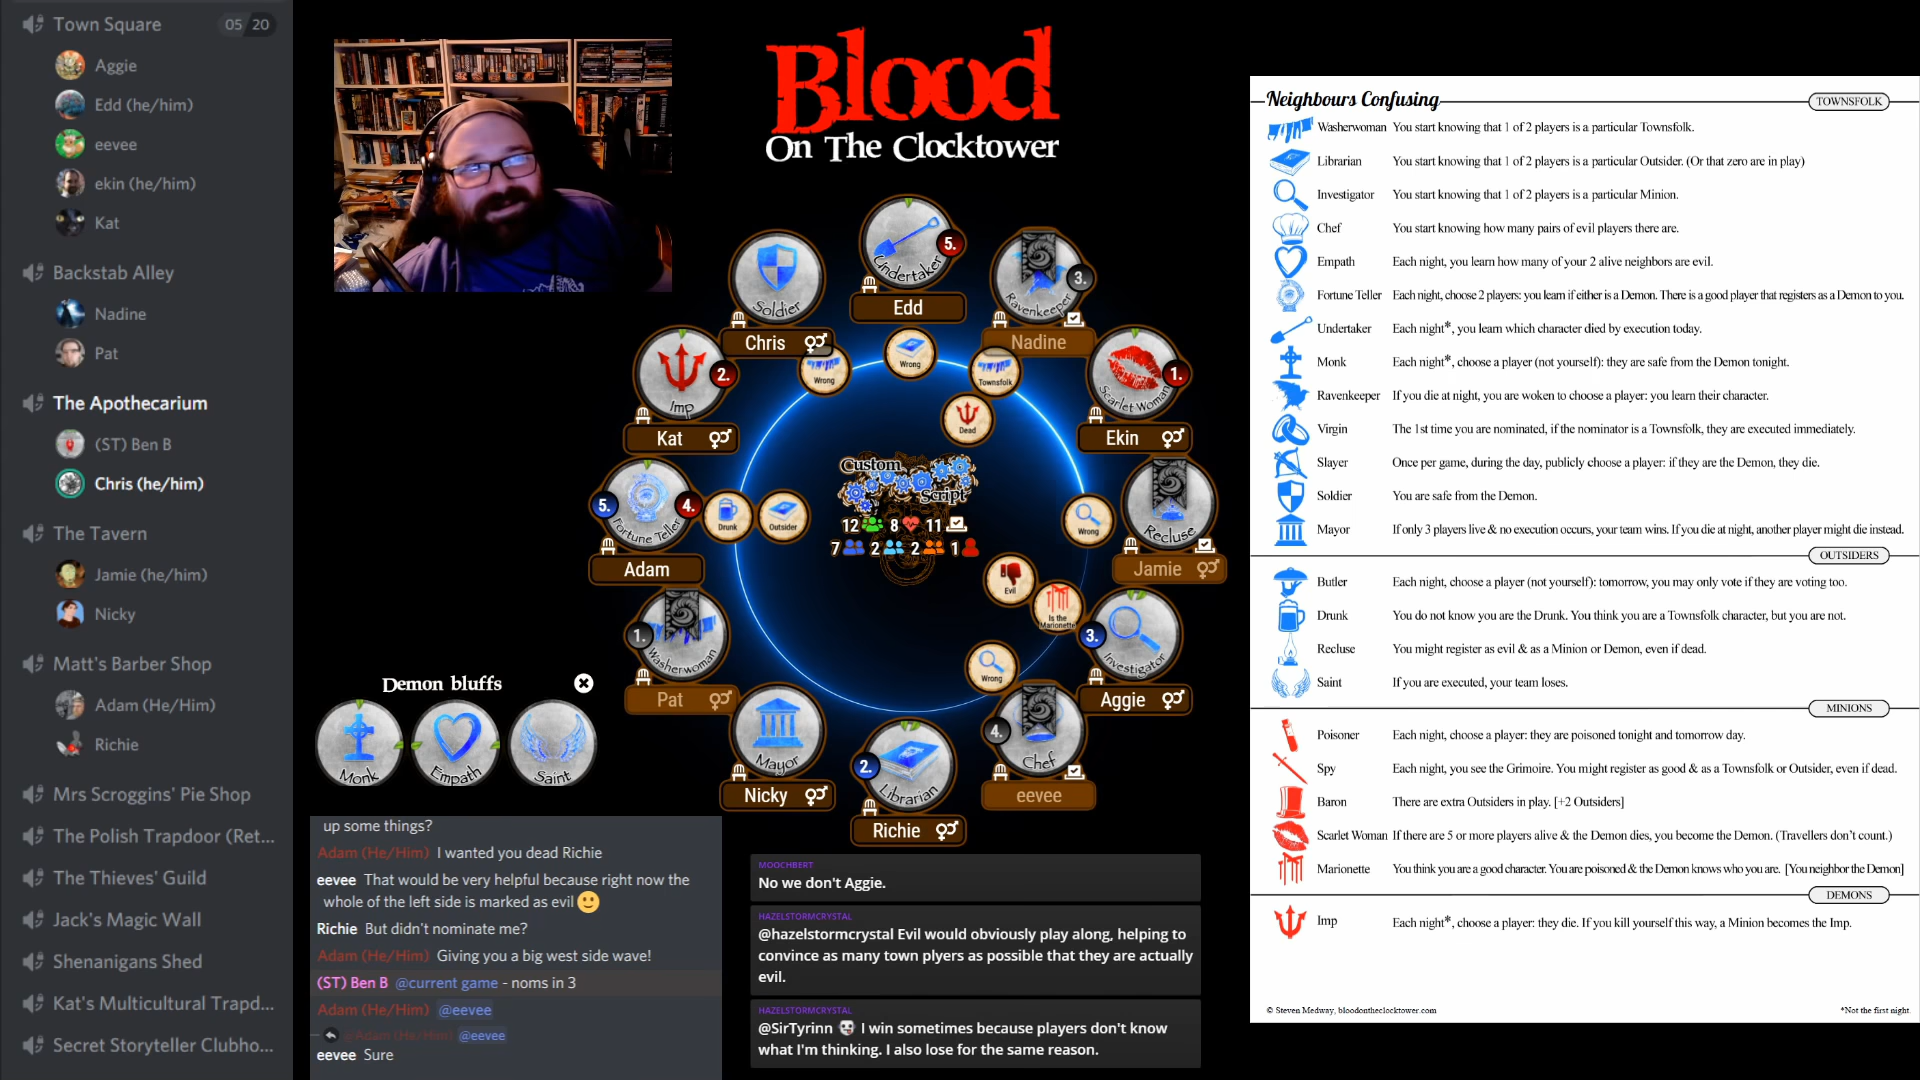 Town Square 05 20
Aggie
Edd (he/him)
eevee
ekin (he/him)
Kat
Backstab Alley
Nadine
Pat
The Apothecarium
(ST) Ben B
Chris (he/him)
The Tavern
Jamie (he/him)
Nicky
Matt's Barber Shop
Adam (He/Him)
Richie
Mrs Scroggins' Pie Shop
The Polish Trapdoor (Ret...
The Thieves' Guild
Jack's Magic Wall
Shenanigans Shed
Kat's Multicultural Trapd...
Secret Storyteller Clubho...
Blood
On The Clocktower
Undertaker
5.
Edd
Ravenkeeper
3.
Nadine
Scarlet Woman
1.
Ekin
Recluse
Jamie
Investigator
3.
Aggie
Chef
4.
eevee
Librarian
2.
Richie
Mayor
Nicky
Washerwoman
1.
Pat
Fortune Teller
5.
4.
Adam
Imp
2.
Kat
Soldier
Chris
Wrong
Wrong
Townsfolk
Dead
Wrong
Evil
Is the Marionette
Wrong
Drunk
Outsider
Custom
Script
12 8 11
7 2 2 1
Demon bluffs
Monk
Empath
Saint
up some things?
Adam (He/Him) I wanted you dead Richie
eevee That would be very helpful because right now the
whole of the left side is marked as evil
Richie But didn't nominate me?
Adam (He/Him) Giving you a big west side wave!
(ST) Ben B @current game - noms in 3
Adam (He/Him) @eevee
@Adam (He/Him) @eevee
eevee Sure
MOOCHBERT
No we don't Aggie.
HAZELSTORMCRYSTAL
@hazelstormcrystal Evil would obviously play along, helping to
convince as many town plyers as possible that they are actually
evil.
HAZELSTORMCRYSTAL
@SirTyrinn I win sometimes because players don't know
what I'm thinking. I also lose for the same reason.
Neighbours Confusing
TOWNSFOLK
Washerwoman You start knowing that 1 of 2 players is a particular Townsfolk.
Librarian You start knowing that 1 of 2 players is a particular Outsider. (Or that zero are in play)
Investigator You start knowing that 1 of 2 players is a particular Minion.
Chef You start knowing how many pairs of evil players there are.
Empath Each night, you learn how many of your 2 alive neighbors are evil.
Fortune Teller Each night, choose 2 players: you learn if either is a Demon. There is a good player that registers as a Demon to you.
Undertaker Each night*, you learn which character died by execution today.
Monk Each night*, choose a player (not yourself): they are safe from the Demon tonight.
Ravenkeeper If you die at night, you are woken to choose a player: you learn their character.
Virgin The 1st time you are nominated, if the nominator is a Townsfolk, they are executed immediately.
Slayer Once per game, during the day, publicly choose a player: if they are the Demon, they die.
Soldier You are safe from the Demon.
Mayor If only 3 players live & no execution occurs, your team wins. If you die at night, another player might die instead.
OUTSIDERS
Butler Each night, choose a player (not yourself): tomorrow, you may only vote if they are voting too.
Drunk You do not know you are the Drunk. You think you are a Townsfolk character, but you are not.
Recluse You might register as evil & as a Minion or Demon, even if dead.
Saint If you are executed, your team loses.
MINIONS
Poisoner Each night, choose a player: they are poisoned tonight and tomorrow day.
Spy Each night, you see the Grimoire. You might register as good & as a Townsfolk or Outsider, even if dead.
Baron There are extra Outsiders in play. [+2 Outsiders]
Scarlet Woman If there are 5 or more players alive & the Demon dies, you become the Demon. (Travellers don't count.)
Marionette You think you are a good character. You are poisoned & the Demon knows who you are. [You neighbor the Demon]
DEMONS
Imp Each night*, choose a player: they die. If you kill yourself this way, a Minion becomes the Imp.
© Steven Medway, bloodontheclocktower.com
*Not the first night.